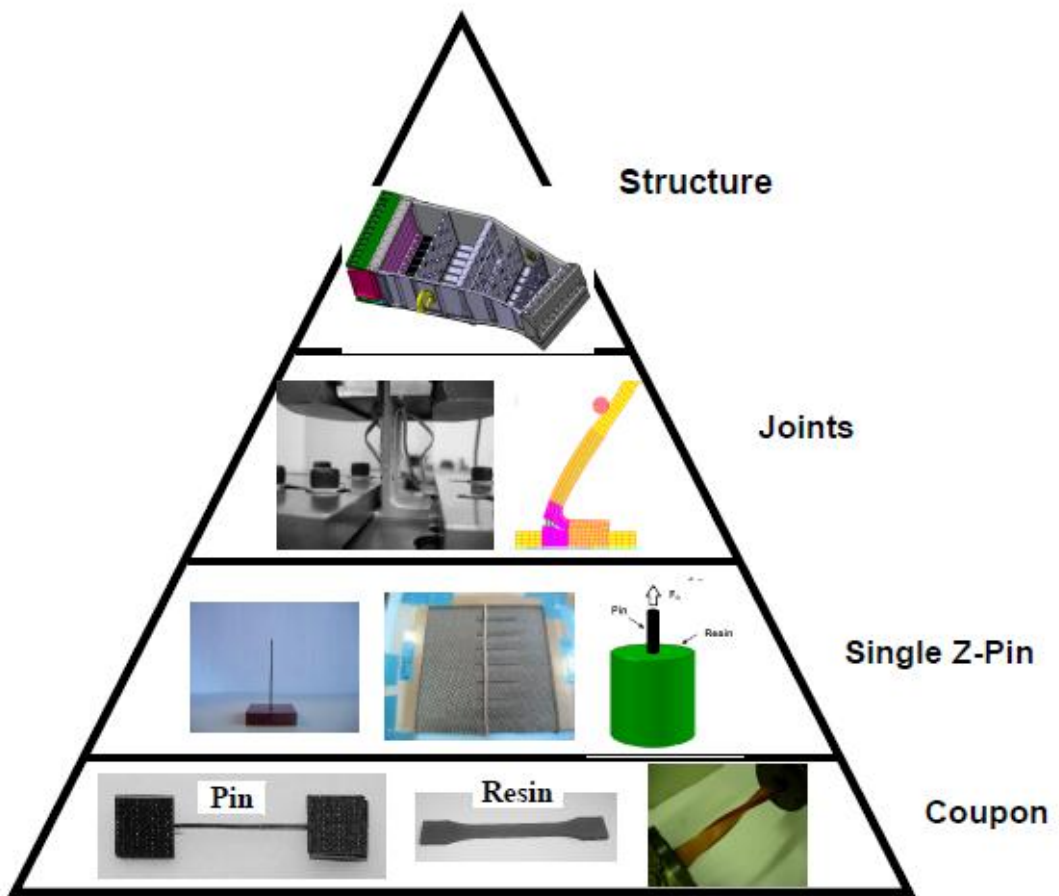 Structure
Joints
Pin
Resin
Single Z-Pin
Pin
Resin
Coupon